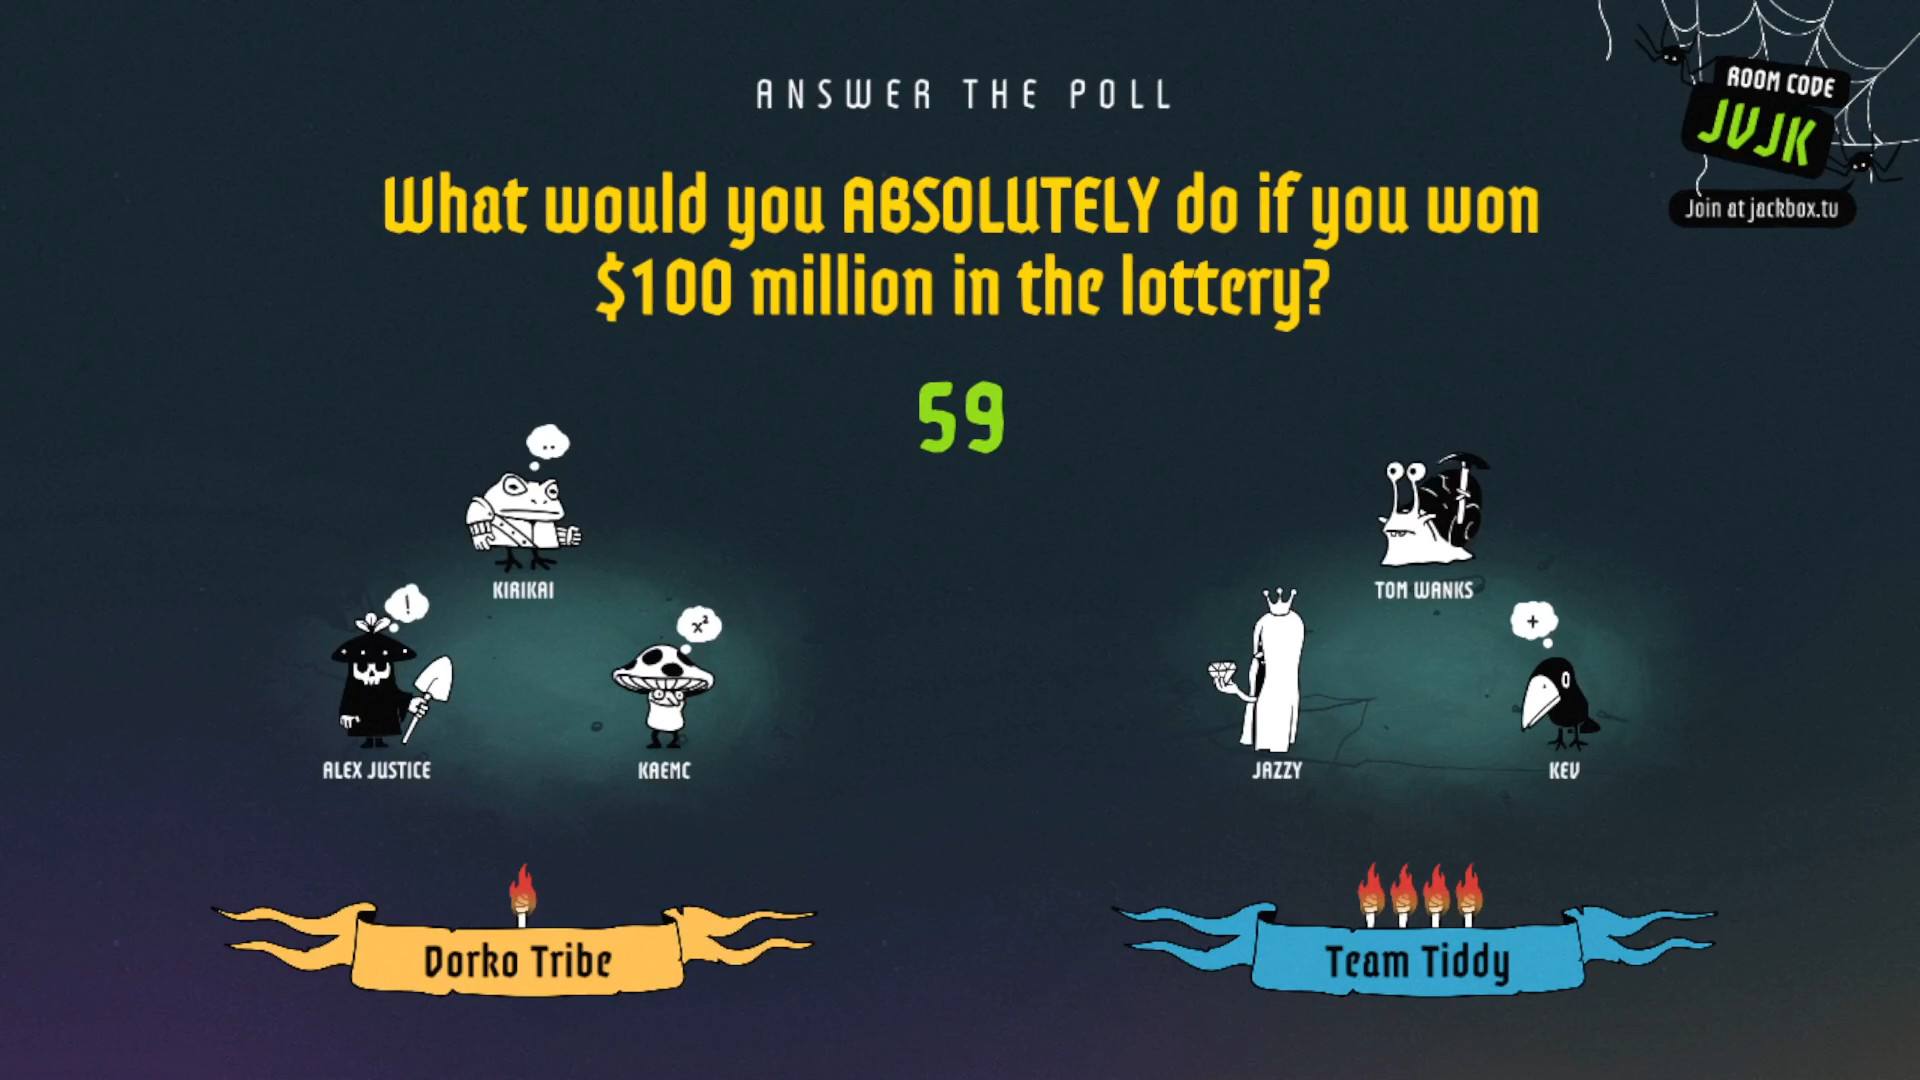 ANSWER THE POLL
ROOM CODE
JVJK
Join at jackbox.tv
What would you ABSOLUTELY do if you won
$100 million in the lottery?
59
..
KIRIKAI
TOM WANKS
!
x²
+
ALEX JUSTICE
KAEMC
JAZZY
KEV
Dorko Tribe
Team Tiddy